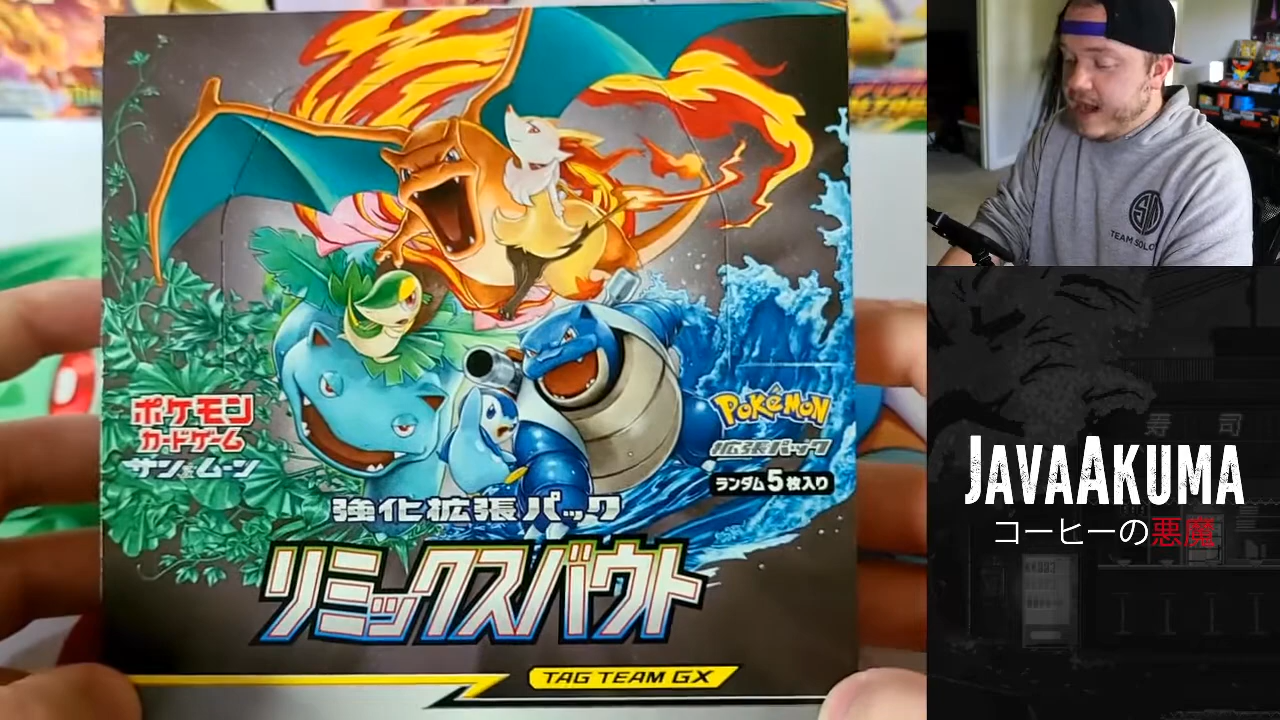 ポケモン
カードゲーム
サン&ムーン
Pokémon
拡張パック
ランダム5枚入り
強化拡張パック
リミックスバウト
TAG TEAM GX
TEAM SOLO
寿司
JAVAAKUMA
コーヒーの悪魔